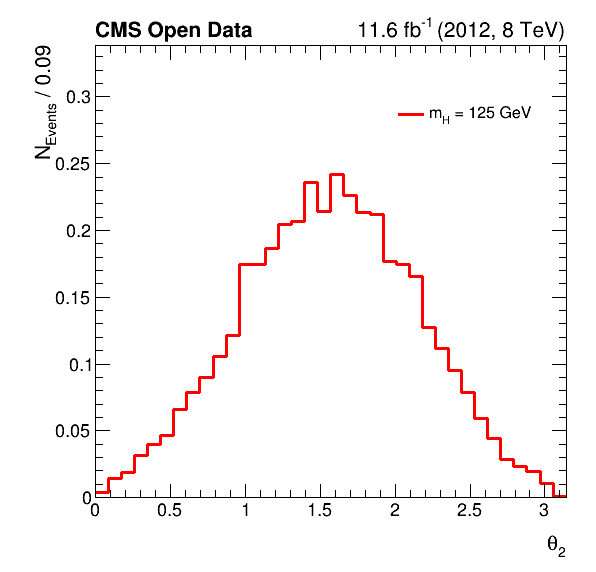 CMS Open Data 11.6 fb⁻¹ (2012, 8 TeV)
N_Events / 0.09
m_H = 125 GeV
0.3
0.25
0.2
0.15
0.1
0.05
0
0 0.5 1 1.5 2 2.5 3
θ₂